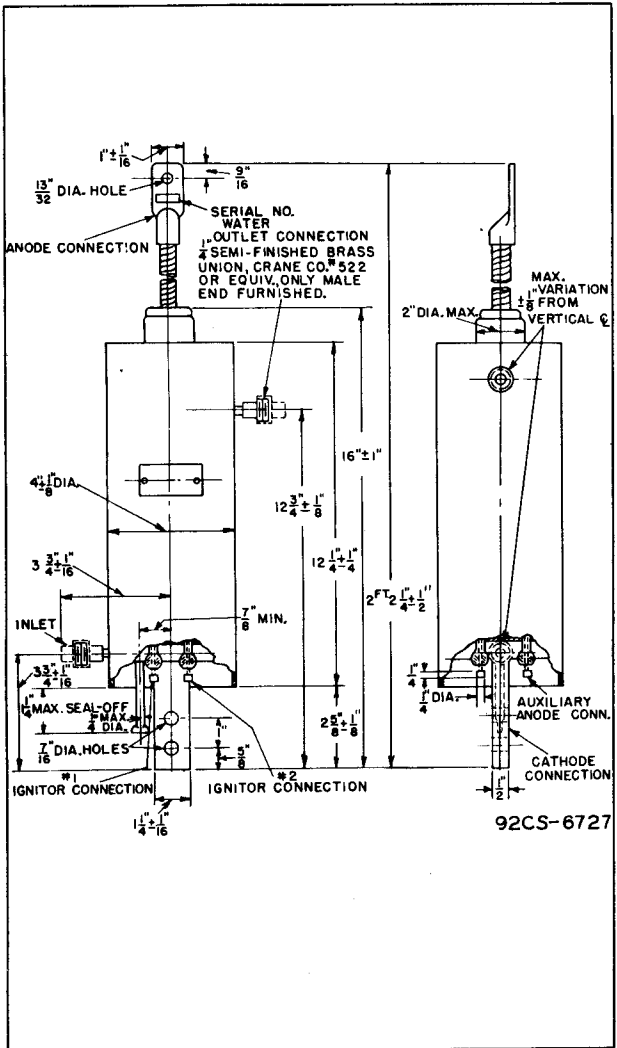 1" ± 1/16"
9/16"
13/32" DIA. HOLE
SERIAL NO.
WATER
OUTLET CONNECTION
1/4" SEMI-FINISHED BRASS
UNION, CRANE CO. #522
OR EQUIV., ONLY MALE
END FURNISHED.
ANODE CONNECTION
MAX.
±1/8" VARIATION
FROM
VERTICAL ℄
2" DIA. MAX.
4" ± 1/8" DIA.
16" ± 1"
12 3/4" ± 1/8"
12 1/4" ± 1/4"
2 FT. 2 1/4" ± 1/2"
3 3/4" ± 1/16"
7/8" MIN.
INLET
3 3/4" ± 1/16"
1 1/4" MAX. SEAL-OFF
1/4" MAX.
DIA.
7/16" DIA. HOLES
1"
5/8"
2 5/8" ± 1/8"
1/4"
1/4" DIA.
AUXILIARY
ANODE CONN.
CATHODE
CONNECTION
#1
IGNITOR CONNECTION
#2
IGNITOR CONNECTION
1 1/4" ± 1/16"
1/2"
92CS-6727